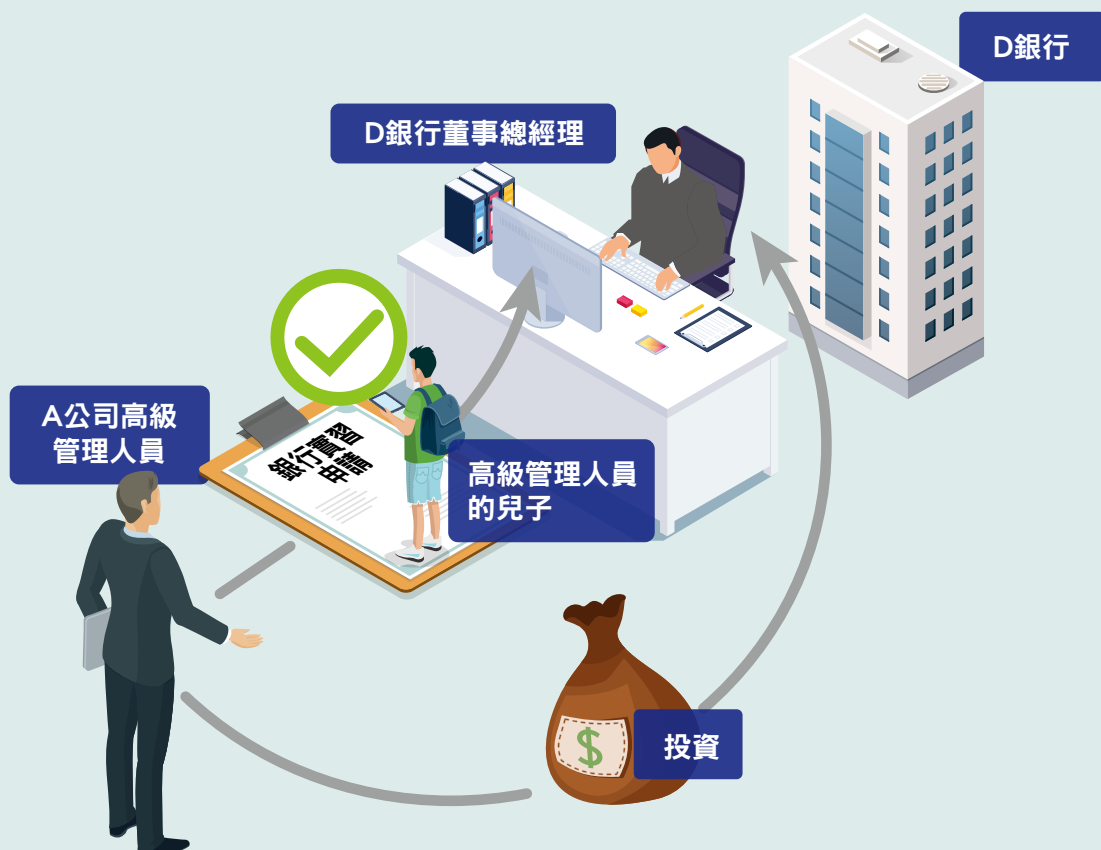 D銀行
D銀行董事總經理
A公司高級
管理人員
銀行實習
申請
高級管理人員
的兒子
投資
$